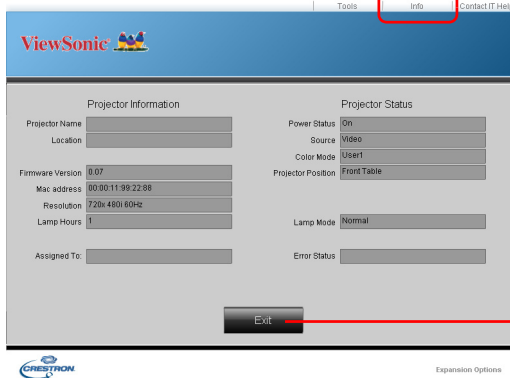 Tools Info Contact IT Hel
ViewSonic
Projector Information
Projector Name
Location
Firmware Version 0.07
Mac address 00:00:11:99:22:88
Resolution 720x 480i 60Hz
Lamp Hours 1
Assigned To:
Projector Status
Power Status On
Source Video
Color Mode User1
Projector Position Front Table
Lamp Mode Normal
Error Status
Exit
CRESTRON
Expansion Options